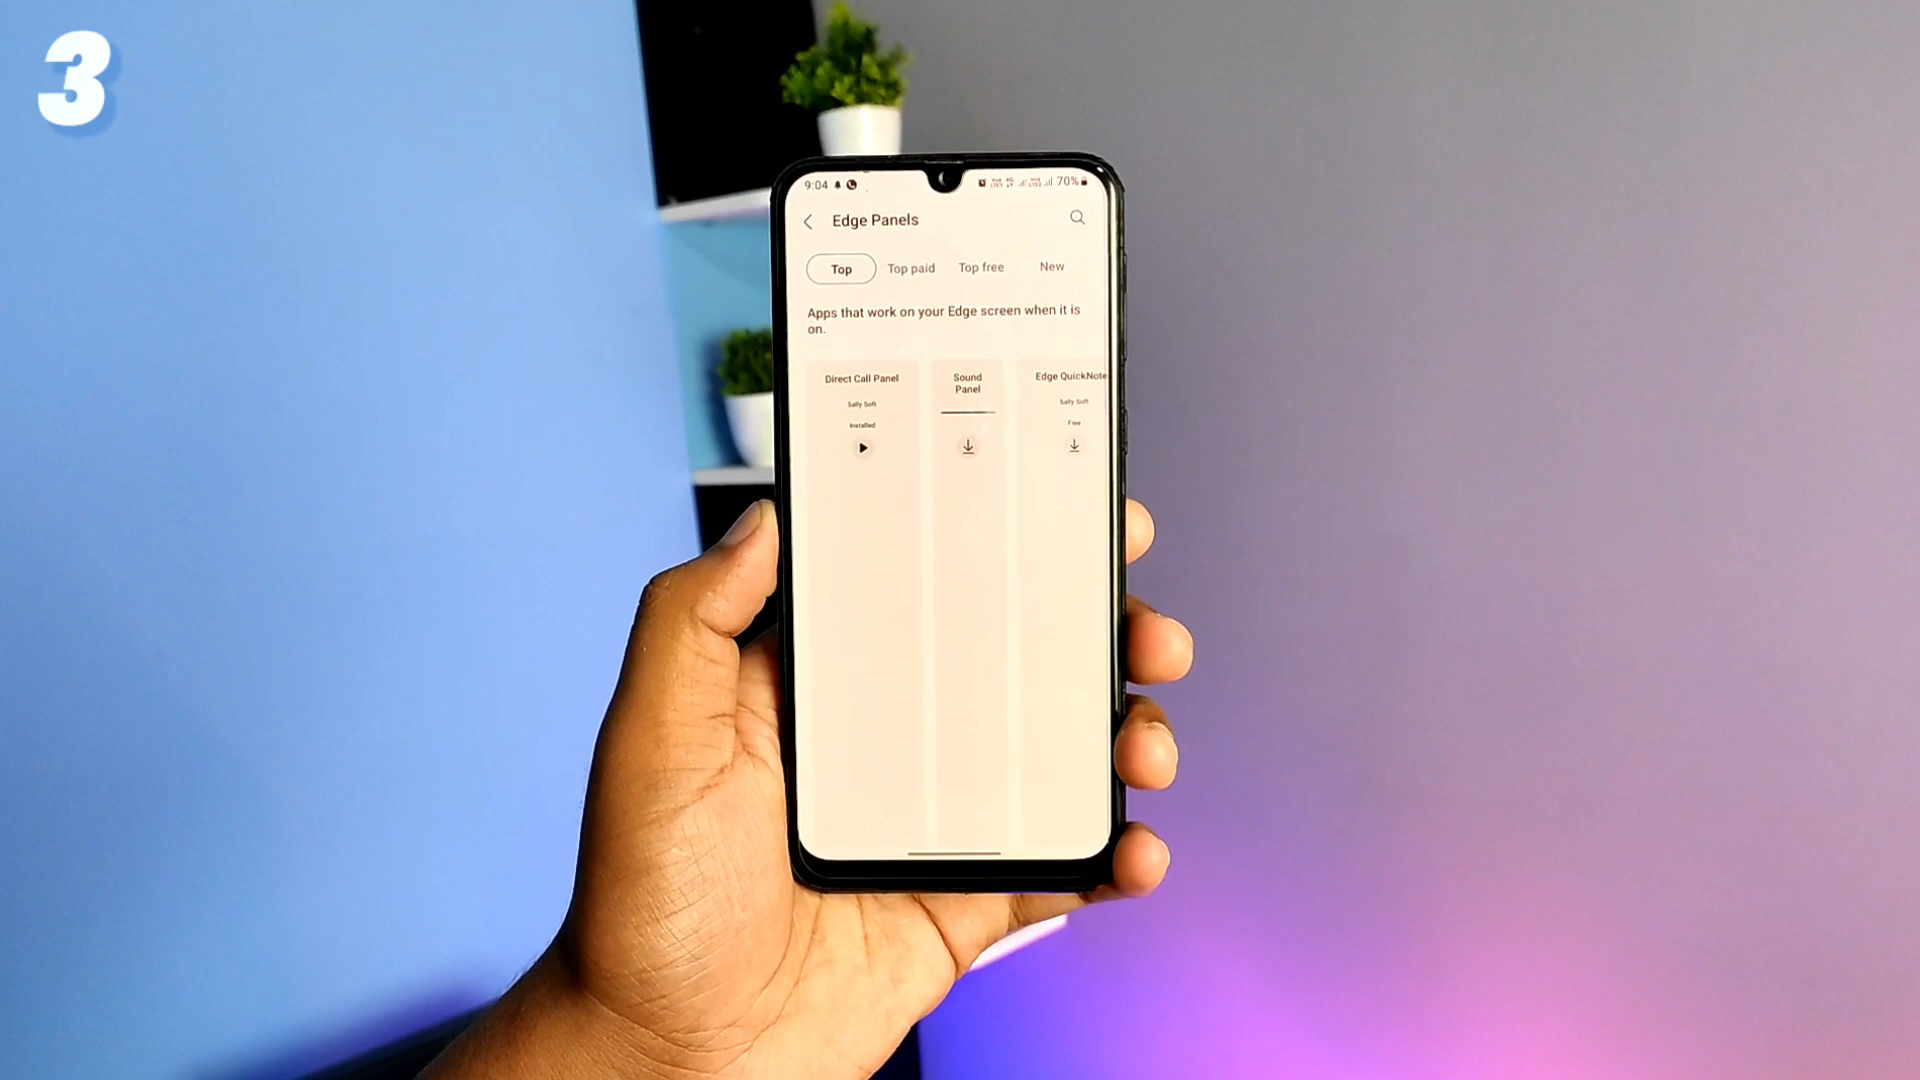 3
9:04
70%
Edge Panels
Top
Top paid
Top free
New
Apps that work on your Edge screen when it is
on.
Direct Call Panel
Sally Soft
Installed
Sound
Panel
Edge QuickNote
Sally Soft
Free